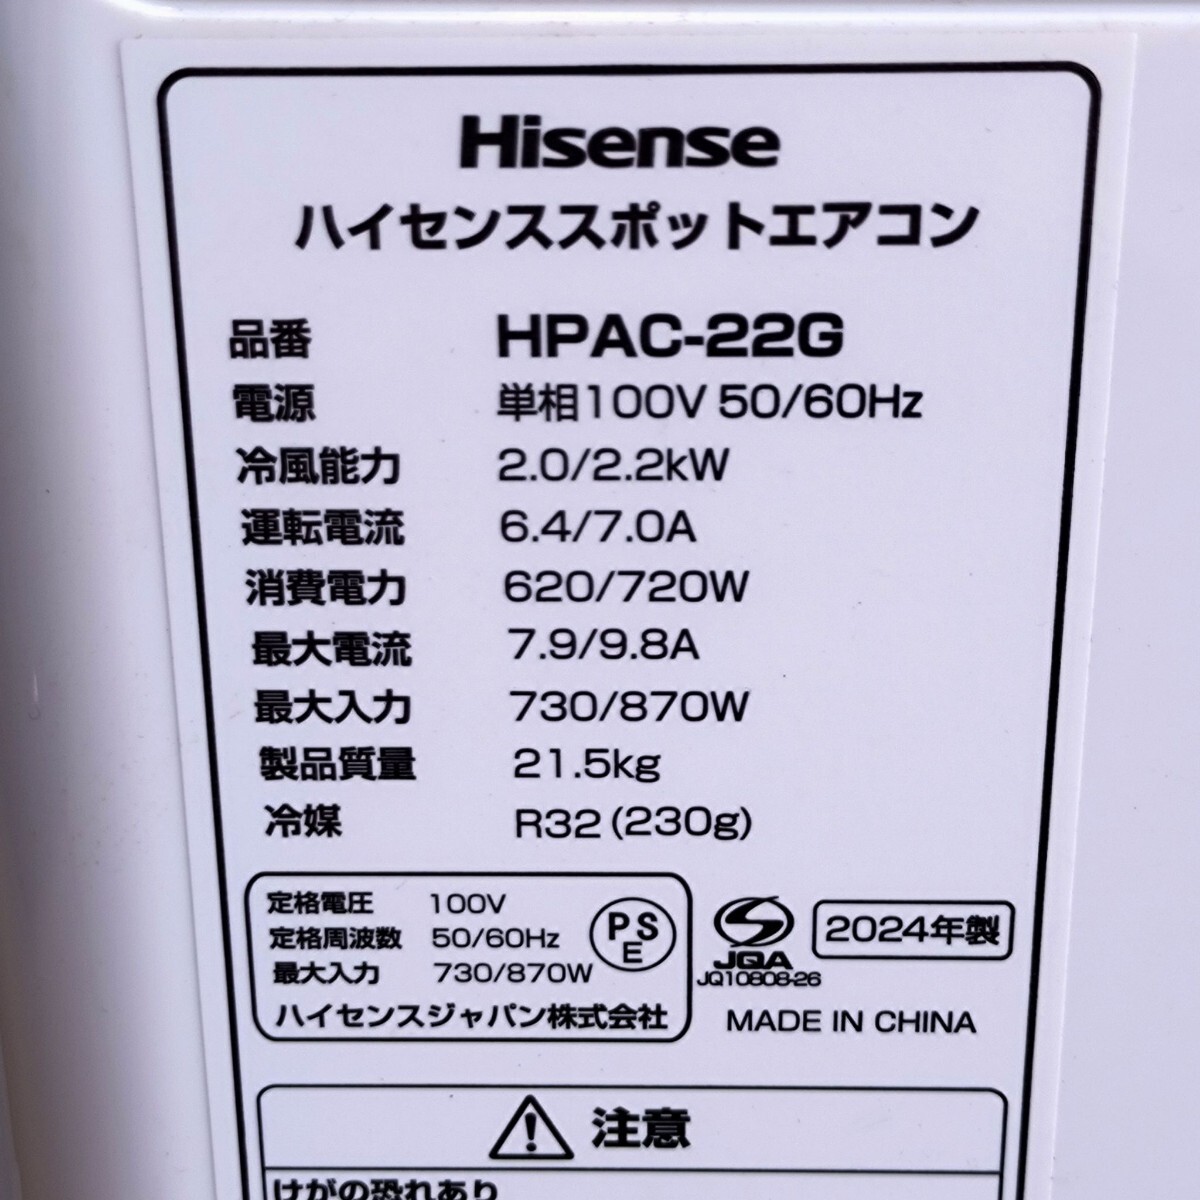 Hisense
ハイセンススポットエアコン
品番 HPAC-22G
電源 単相100V 50/60Hz
冷風能力 2.0/2.2kW
運転電流 6.4/7.0A
消費電力 620/720W
最大電流 7.9/9.8A
最大入力 730/870W
製品質量 21.5kg
冷媒 R32 (230g)
定格電圧 100V
定格周波数 50/60Hz
最大入力 730/870W
ハイセンスジャパン株式会社
PSE
JQA
JQ10808-26
2024年製
MADE IN CHINA
注意
けがの恐れあり